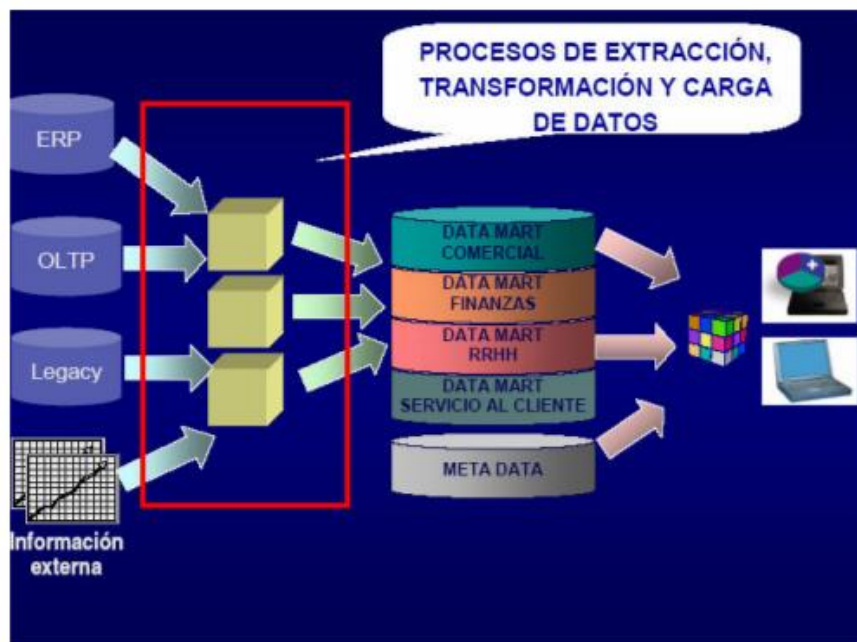 PROCESOS DE EXTRACCIÓN,
TRANSFORMACIÓN Y CARGA
DE DATOS
ERP
OLTP
Legacy
Información
externa
DATA MART
COMERCIAL
DATA MART
FINANZAS
DATA MART
RRHH
DATA MART
SERVICIO AL CLIENTE
META DATA